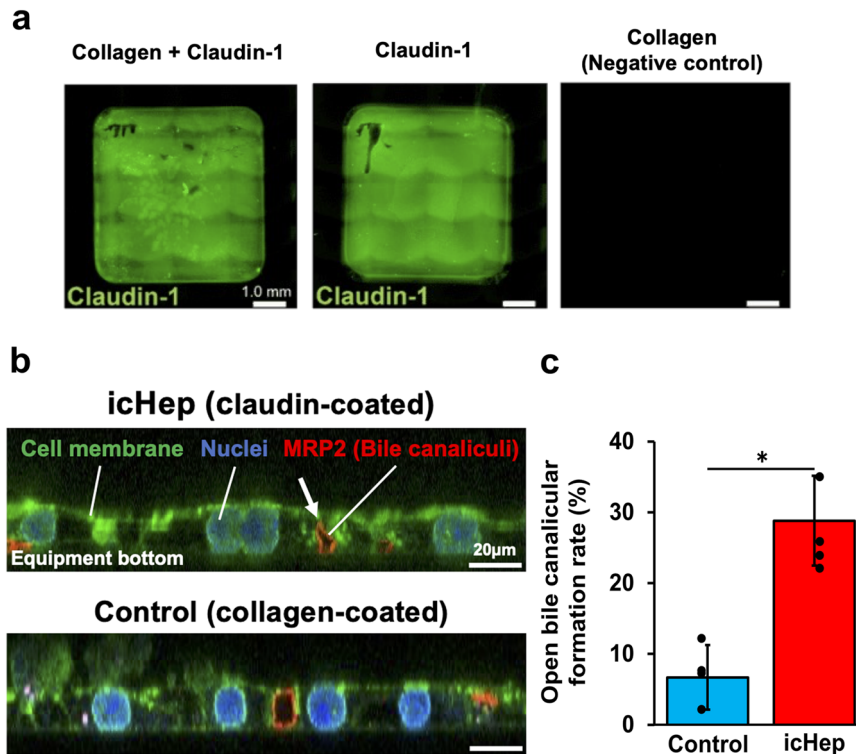 a
Collagen + Claudin-1
Claudin-1
Collagen
(Negative control)
Claudin-1
1.0 mm
Claudin-1
b
icHep (claudin-coated)
Cell membrane
Nuclei
MRP2 (Bile canaliculi)
Equipment bottom
20μm
Control (collagen-coated)
c
Open bile canalicular
formation rate (%)
40
30
20
10
0
*
Control
icHep